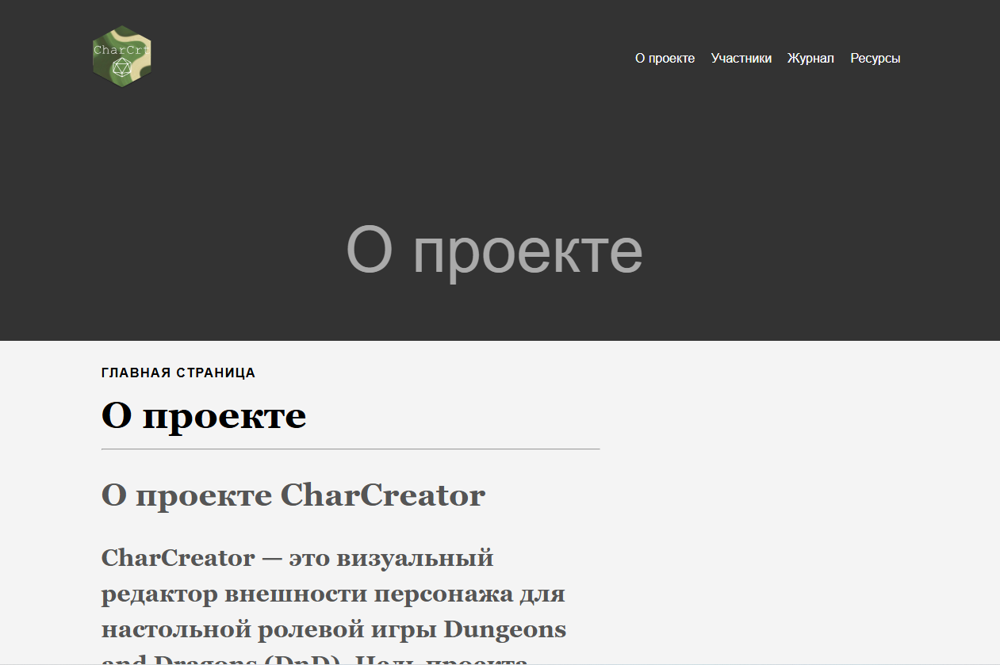 CharCrt
О проекте Участники Журнал Ресурсы
О проекте
ГЛАВНАЯ СТРАНИЦА
О проекте
О проекте CharCreator
CharCreator — это визуальный
редактор внешности персонажа для
настольной ролевой игры Dungeons
and Dragons (DnD). Цель проекта